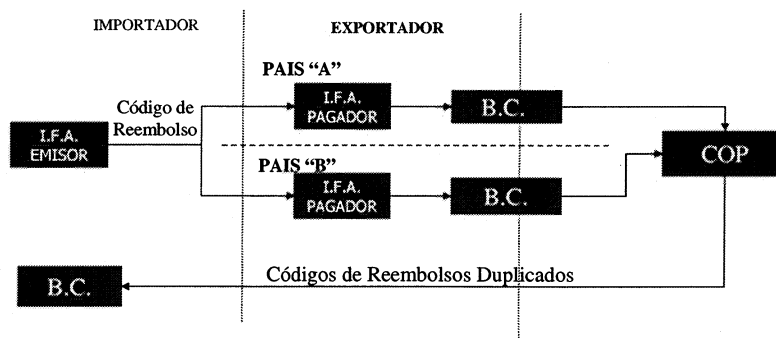 IMPORTADOR
EXPORTADOR
PAIS “A”
Código de
Reembolso
I.F.A.
PAGADOR
B.C.
I.F.A.
EMISOR
COP
PAIS “B”
I.F.A.
PAGADOR
B.C.
Códigos de Reembolsos Duplicados
B.C.